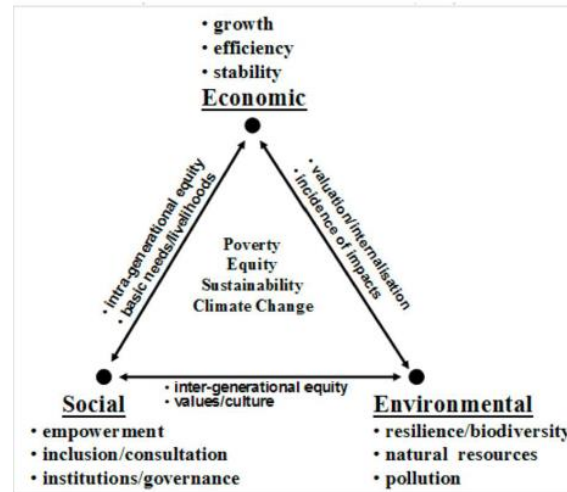 • growth
• efficiency
• stability
Economic
• intra-generational equity
• basic needs/livelihoods
• valuation/internalisation
• incidence of impacts
Poverty
Equity
Sustainability
Climate Change
• inter-generational equity
• values/culture
Social
• empowerment
• inclusion/consultation
• institutions/governance
Environmental
• resilience/biodiversity
• natural resources
• pollution